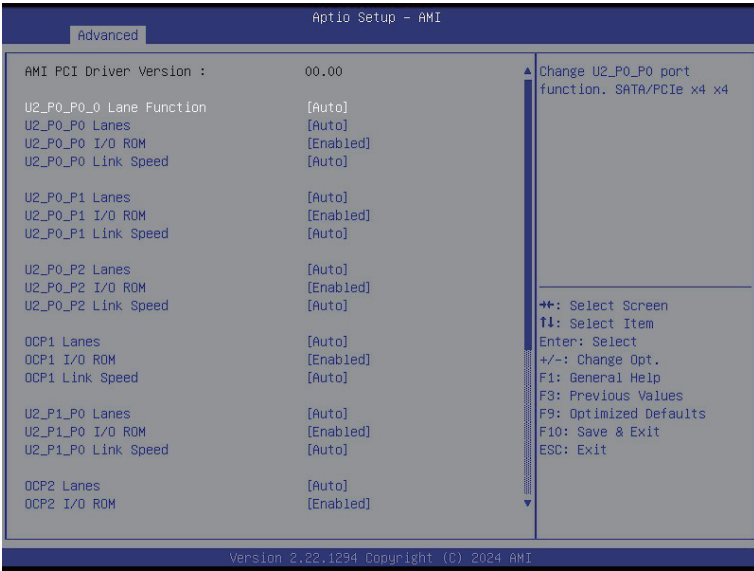 Aptio Setup – AMI
Advanced
AMI PCI Driver Version : 00.00
U2_P0_P0_0 Lane Function [Auto]
U2_P0_P0 Lanes [Auto]
U2_P0_P0 I/O ROM [Enabled]
U2_P0_P0 Link Speed [Auto]
U2_P0_P1 Lanes [Auto]
U2_P0_P1 I/O ROM [Enabled]
U2_P0_P1 Link Speed [Auto]
U2_P0_P2 Lanes [Auto]
U2_P0_P2 I/O ROM [Enabled]
U2_P0_P2 Link Speed [Auto]
OCP1 Lanes [Auto]
OCP1 I/O ROM [Enabled]
OCP1 Link Speed [Auto]
U2_P1_P0 Lanes [Auto]
U2_P1_P0 I/O ROM [Enabled]
U2_P1_P0 Link Speed [Auto]
OCP2 Lanes [Auto]
OCP2 I/O ROM [Enabled]
Change U2_P0_P0 port
function. SATA/PCIe x4 x4
→←: Select Screen
↑↓: Select Item
Enter: Select
+/-: Change Opt.
F1: General Help
F3: Previous Values
F9: Optimized Defaults
F10: Save & Exit
ESC: Exit
Version 2.22.1294 Copyright (C) 2024 AMI